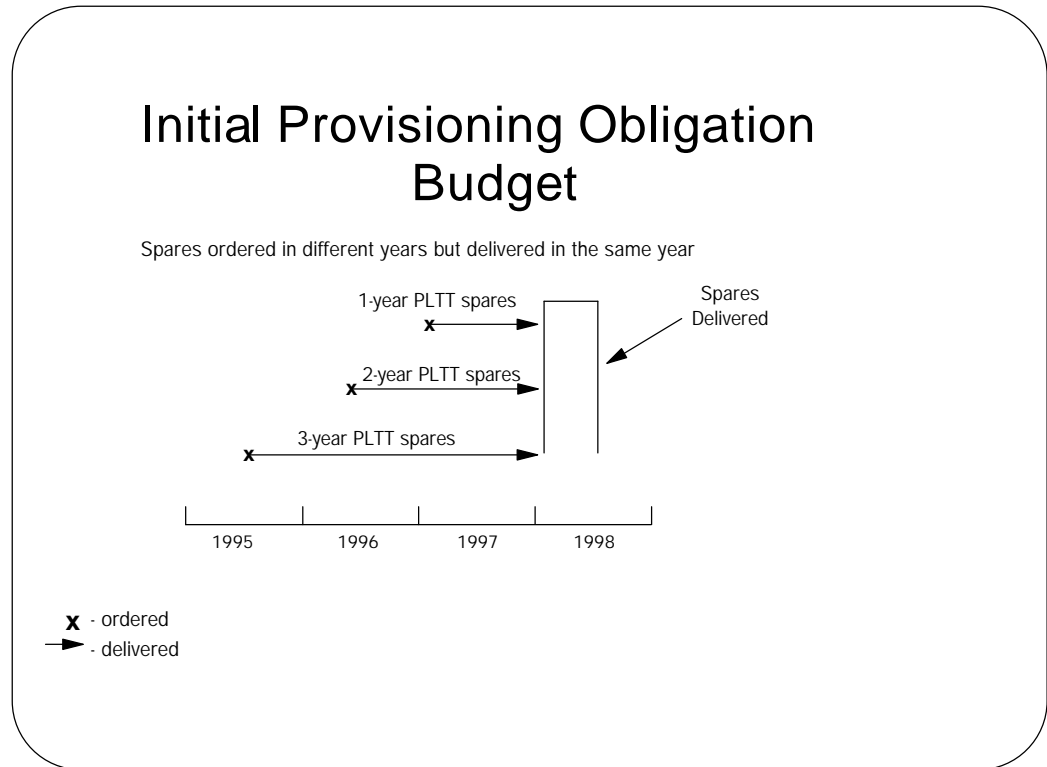 Initial Provisioning Obligation
Budget
Spares ordered in different years but delivered in the same year
1-year PLTT spares
x
Spares
Delivered
2-year PLTT spares
x
3-year PLTT spares
x
1995 1996 1997 1998
x - ordered
- delivered